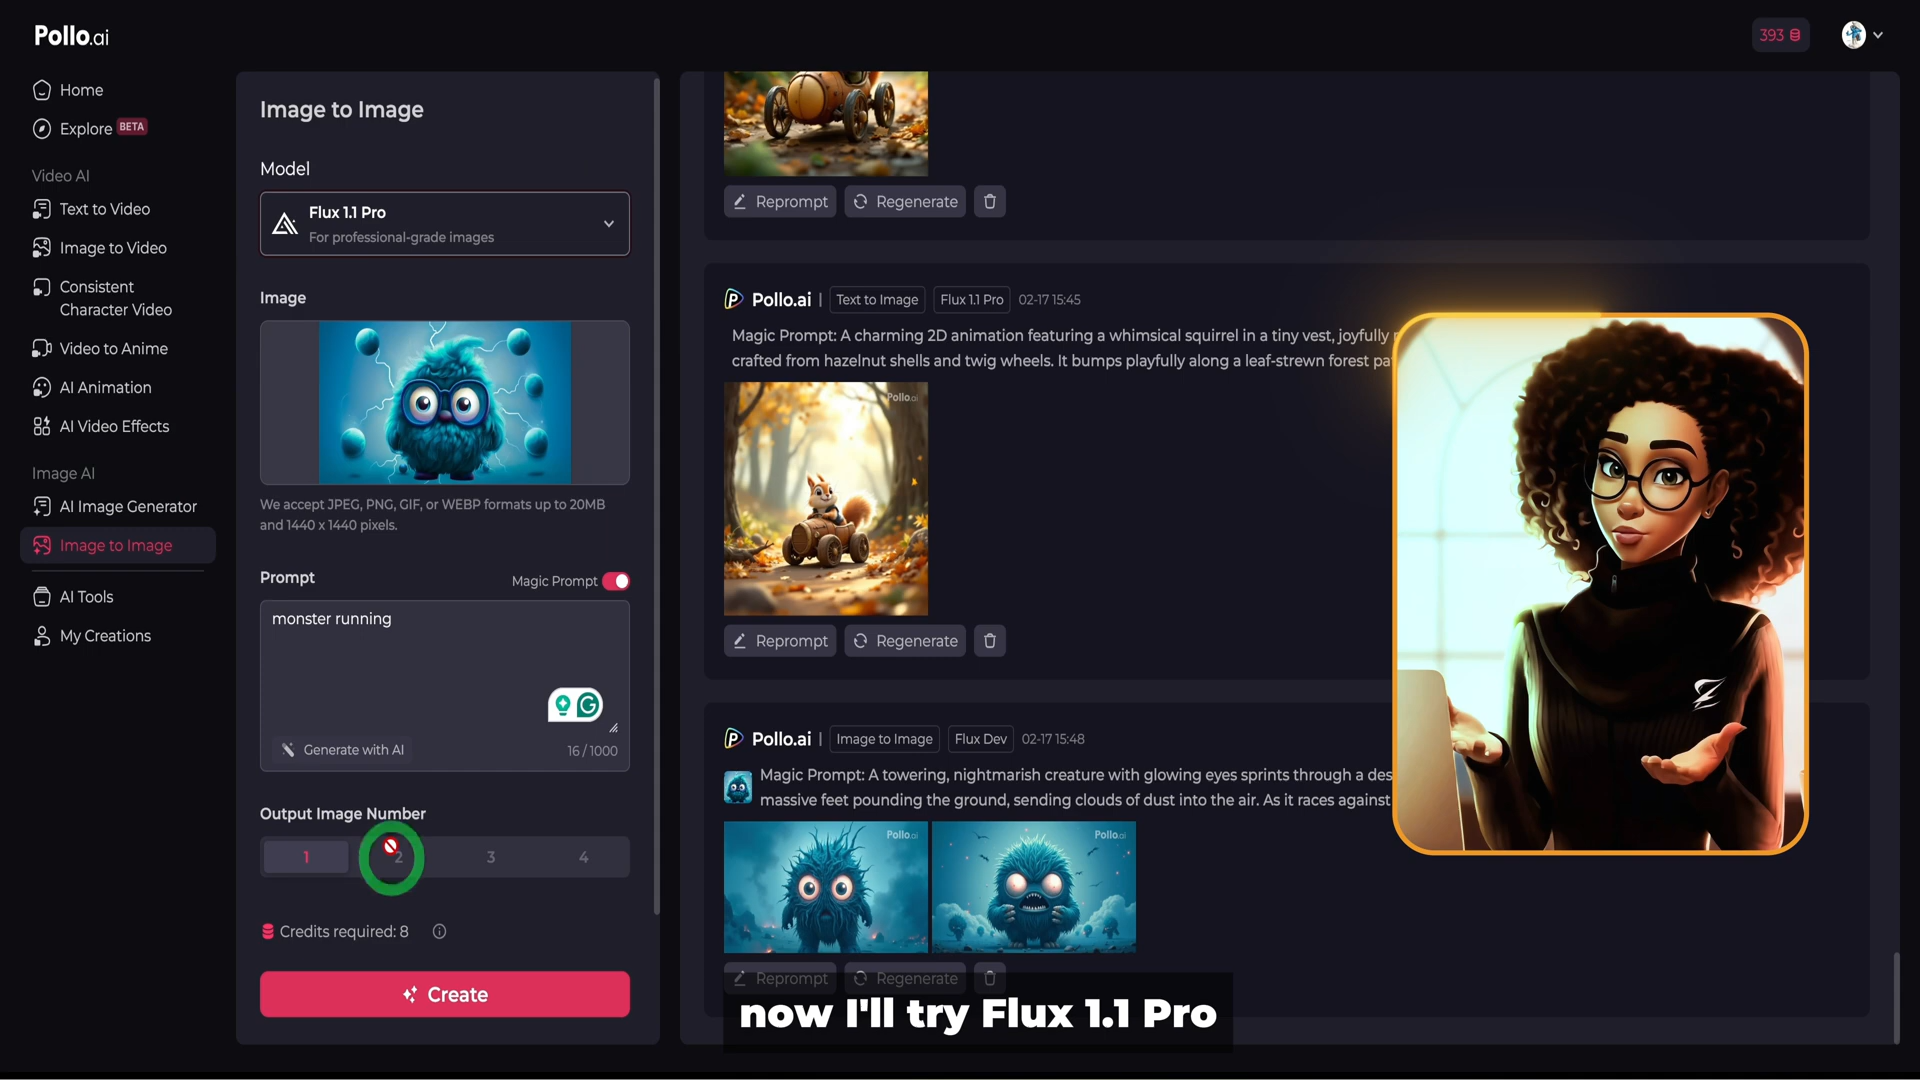 Pollo.ai
393
Home
Explore BETA
Video AI
Text to Video
Image to Video
Consistent
Character Video
Video to Anime
AI Animation
AI Video Effects
Image AI
AI Image Generator
Image to Image
AI Tools
My Creations
Image to Image
Model
Flux 1.1 Pro
For professional-grade images
Image
We accept JPEG, PNG, GIF, or WEBP formats up to 20MB
and 1440 x 1440 pixels.
Prompt
Magic Prompt
monster running
Generate with AI
16 / 1000
Output Image Number
1 2 3 4
Credits required: 8
Create
Reprompt Regenerate
Pollo.ai | Text to Image Flux 1.1 Pro 02-17 15:45
Magic Prompt: A charming 2D animation featuring a whimsical squirrel in a tiny vest, joyfully
crafted from hazelnut shells and twig wheels. It bumps playfully along a leaf-strewn forest
Pollo.ai
Reprompt Regenerate
Pollo.ai | Image to Image Flux Dev 02-17 15:48
Magic Prompt: A towering, nightmarish creature with glowing eyes sprints through a
massive feet pounding the ground, sending clouds of dust into the air. As it races against
Pollo.ai
Pollo.ai
Reprompt Regenerate
now I'll try Flux 1.1 Pro